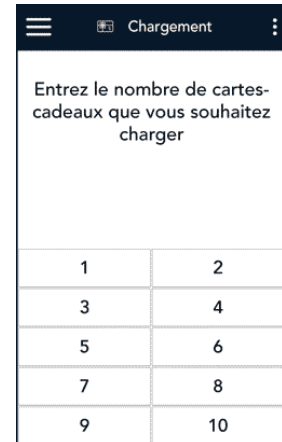 Chargement
Entrez le nombre de cartes-
cadeaux que vous souhaitez
charger
1 2
3 4
5 6
7 8
9 10